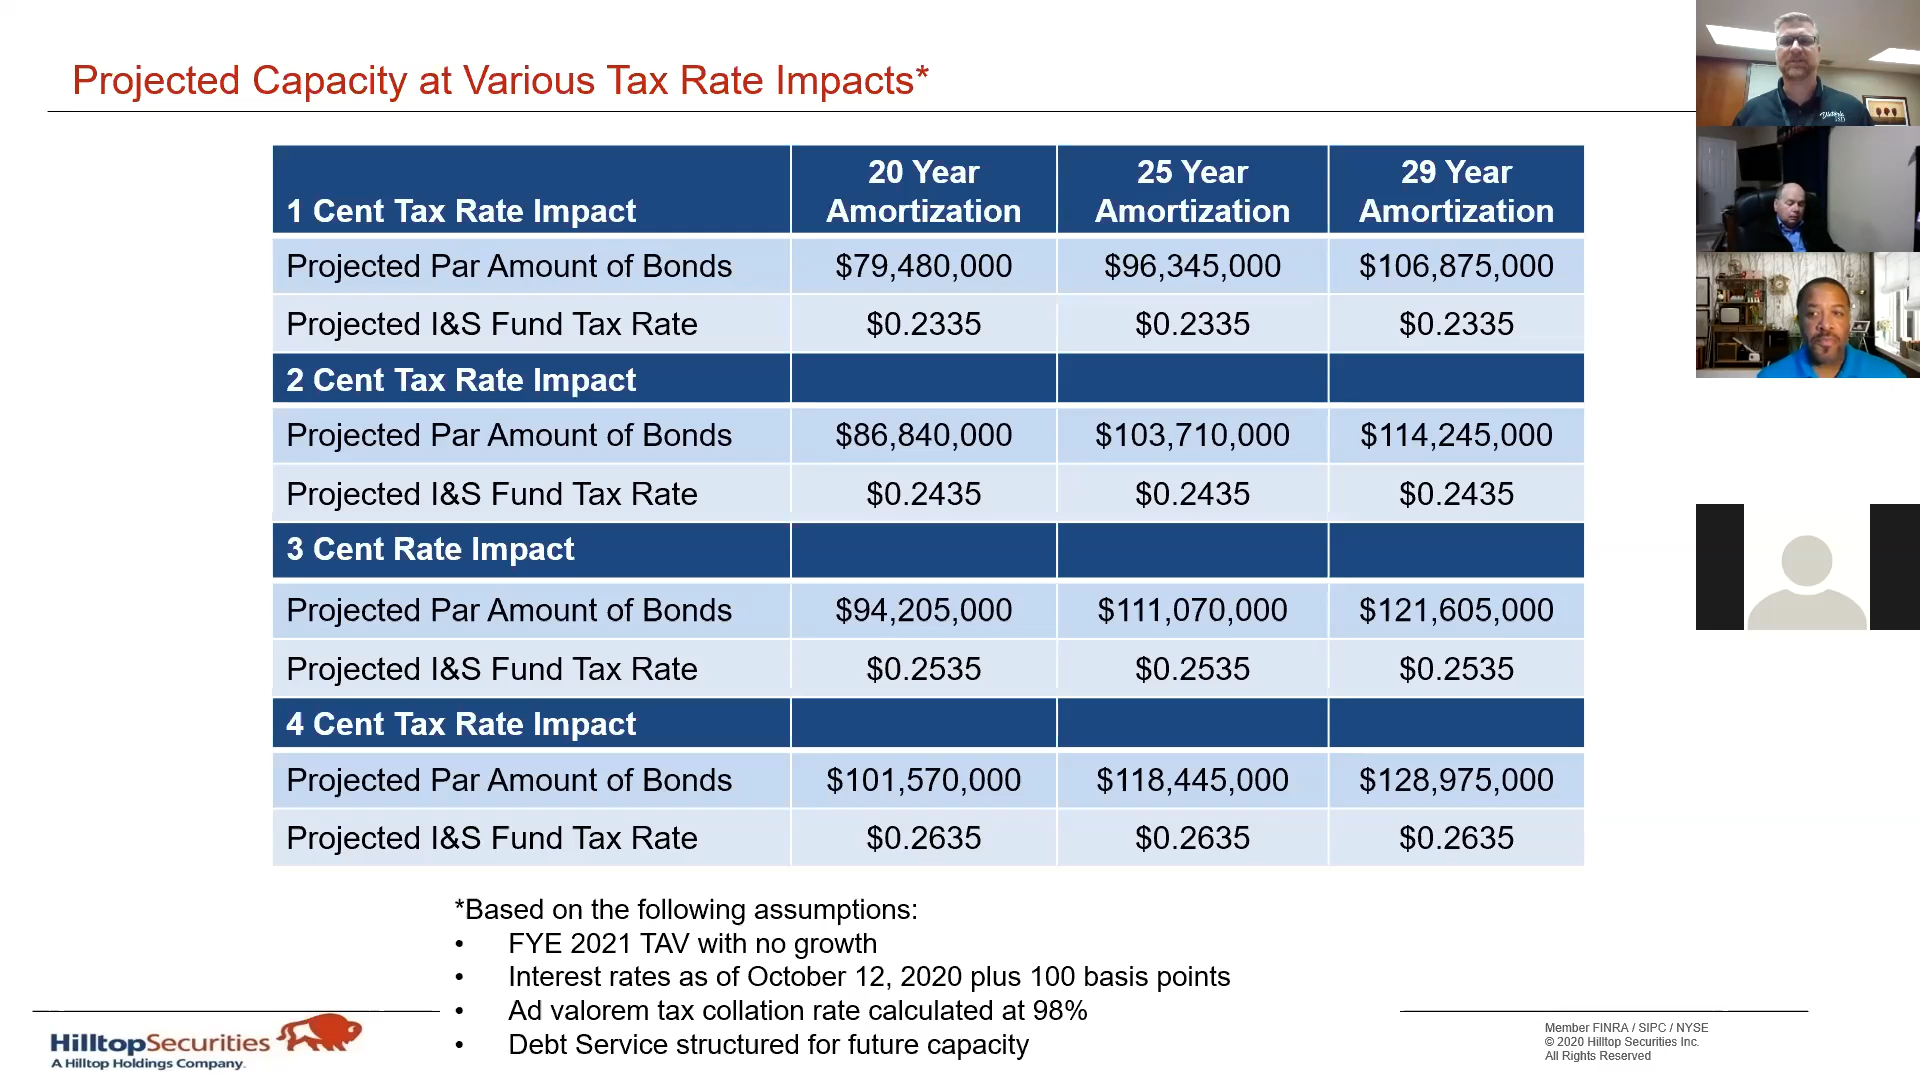 Projected Capacity at Various Tax Rate Impacts*
1 Cent Tax Rate Impact 20 Year Amortization 25 Year Amortization 29 Year Amortization
Projected Par Amount of Bonds $79,480,000 $96,345,000 $106,875,000
Projected I&S Fund Tax Rate $0.2335 $0.2335 $0.2335
2 Cent Tax Rate Impact
Projected Par Amount of Bonds $86,840,000 $103,710,000 $114,245,000
Projected I&S Fund Tax Rate $0.2435 $0.2435 $0.2435
3 Cent Rate Impact
Projected Par Amount of Bonds $94,205,000 $111,070,000 $121,605,000
Projected I&S Fund Tax Rate $0.2535 $0.2535 $0.2535
4 Cent Tax Rate Impact
Projected Par Amount of Bonds $101,570,000 $118,445,000 $128,975,000
Projected I&S Fund Tax Rate $0.2635 $0.2635 $0.2635
*Based on the following assumptions:
• FYE 2021 TAV with no growth
• Interest rates as of October 12, 2020 plus 100 basis points
• Ad valorem tax collation rate calculated at 98%
• Debt Service structured for future capacity
HilltopSecurities
A Hilltop Holdings Company.
Member FINRA / SIPC / NYSE
© 2020 Hilltop Securities Inc.
All Rights Reserved